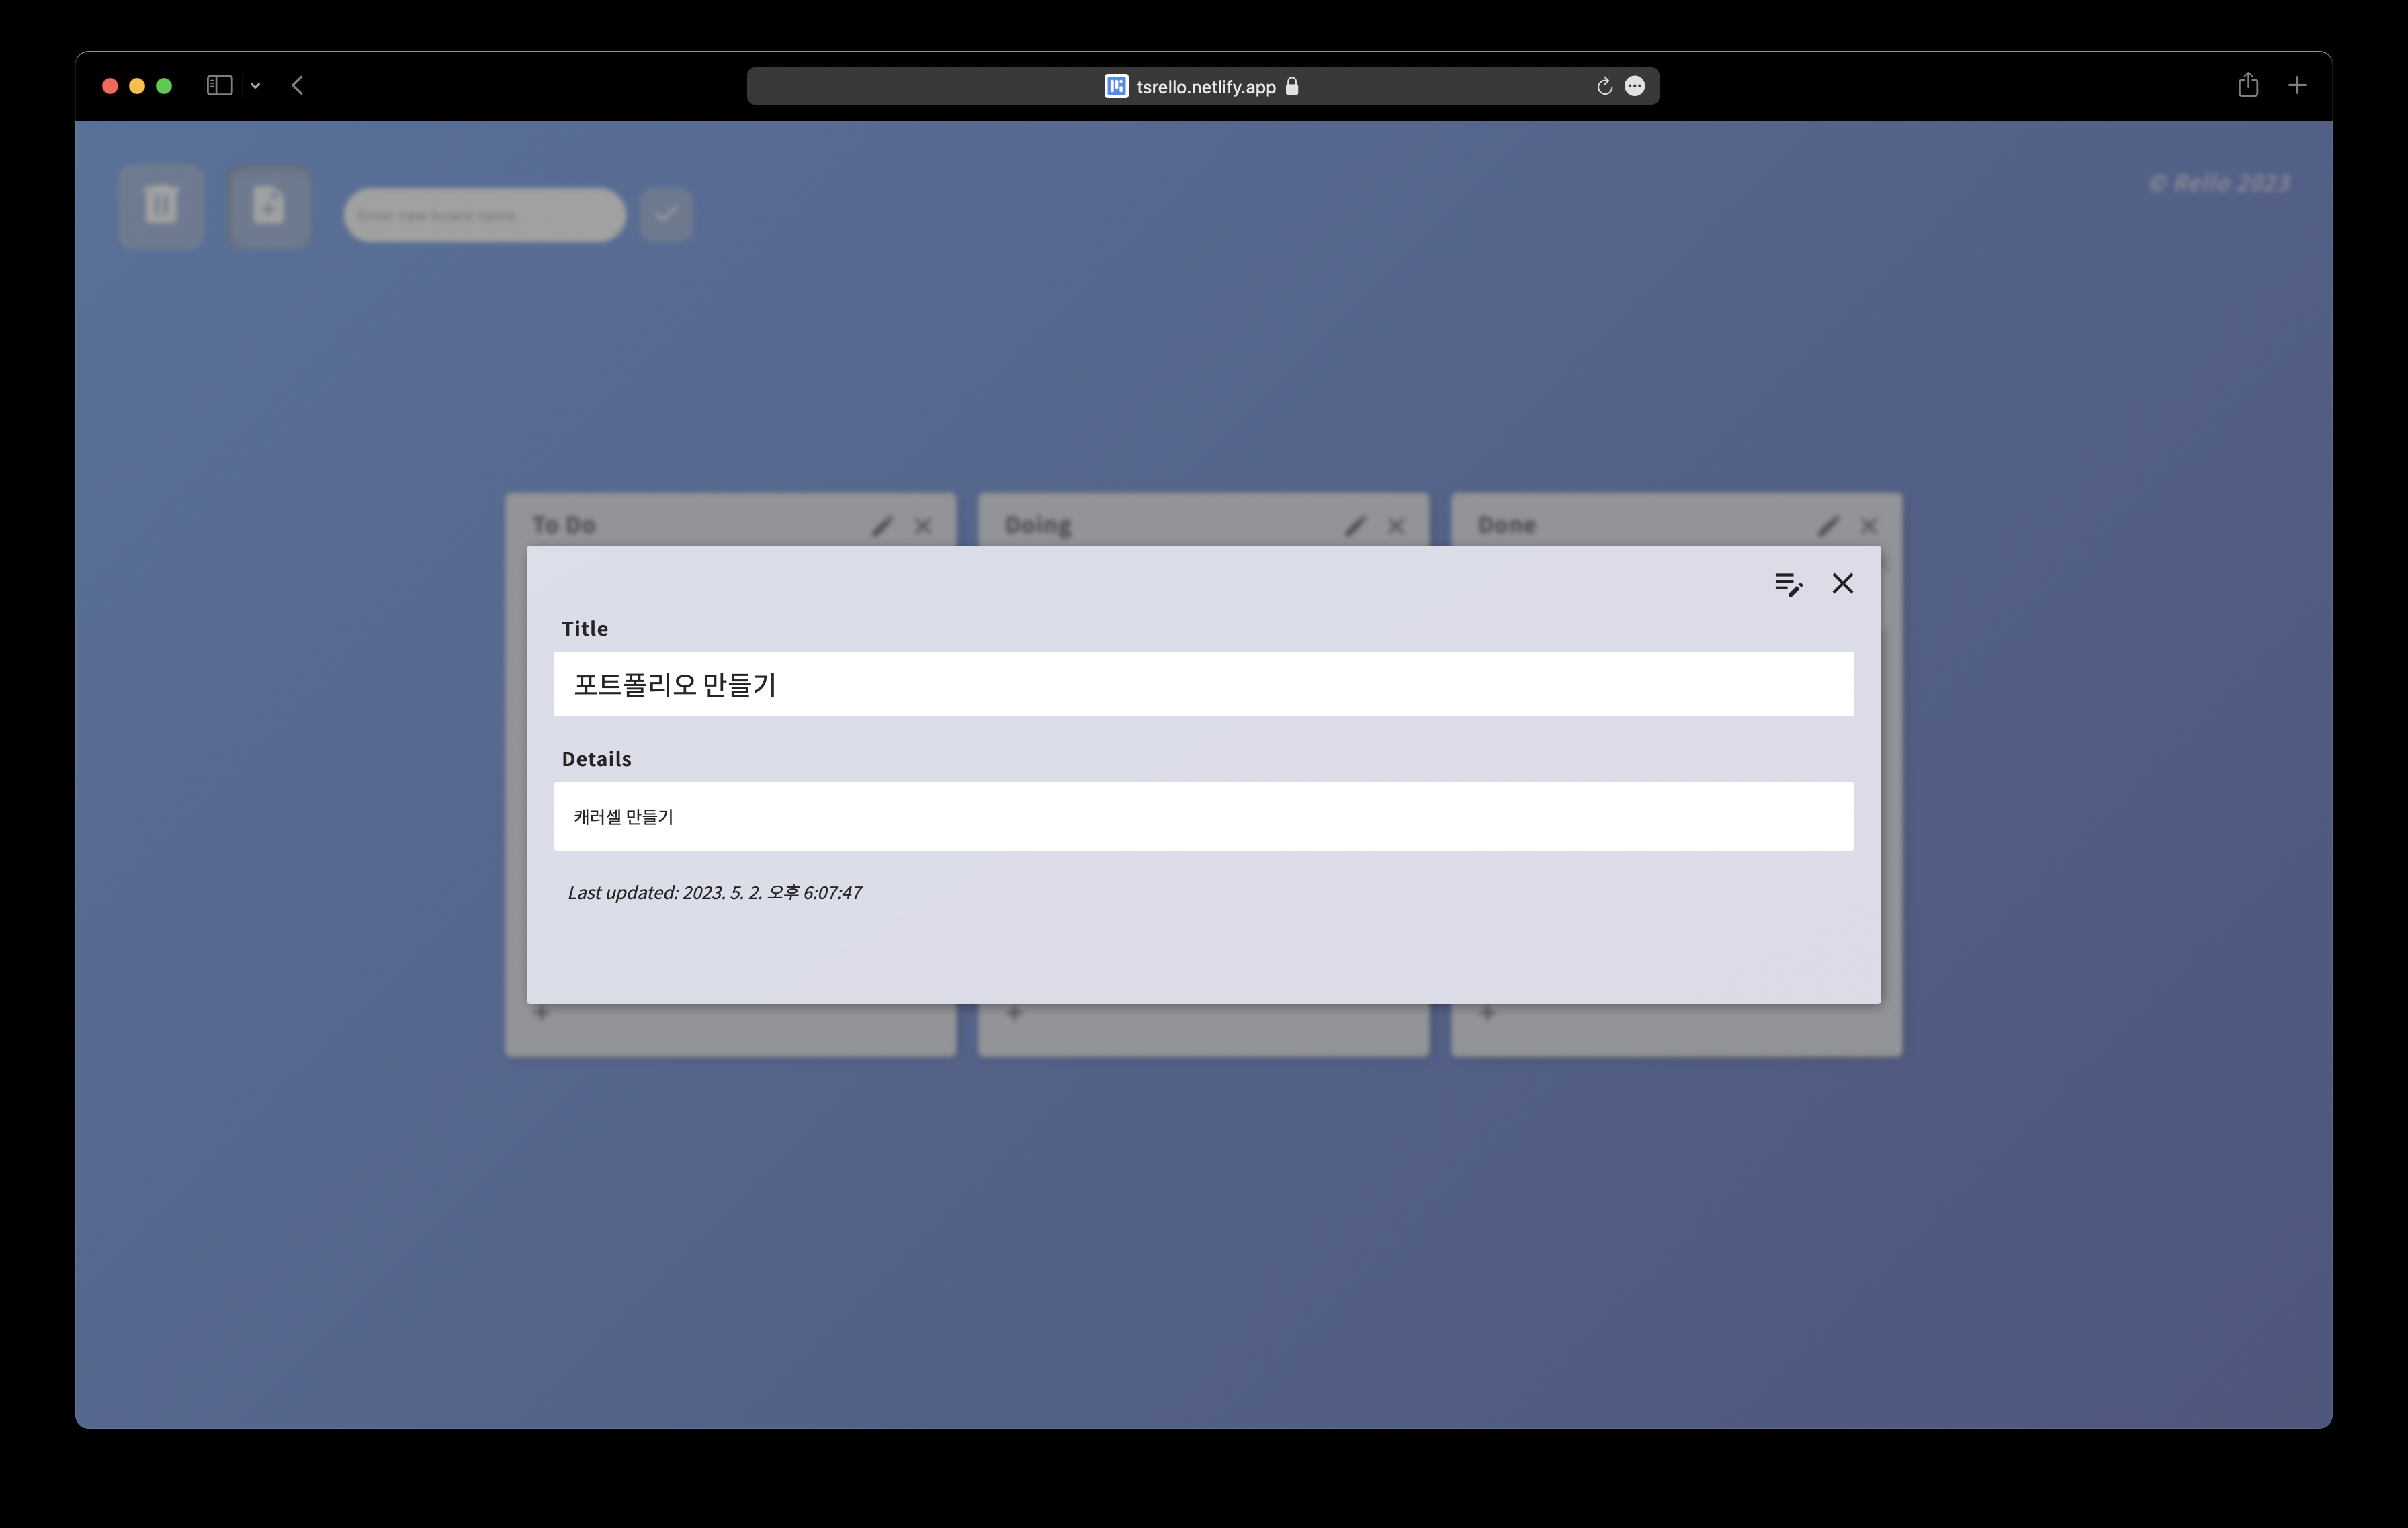 tsrello.netlify.app
Enter new board name.
© Rello 2023
To Do
Doing
Done
Title
포트폴리오 만들기
Details
캐러셀 만들기
Last updated: 2023. 5. 2. 오후 6:07:47